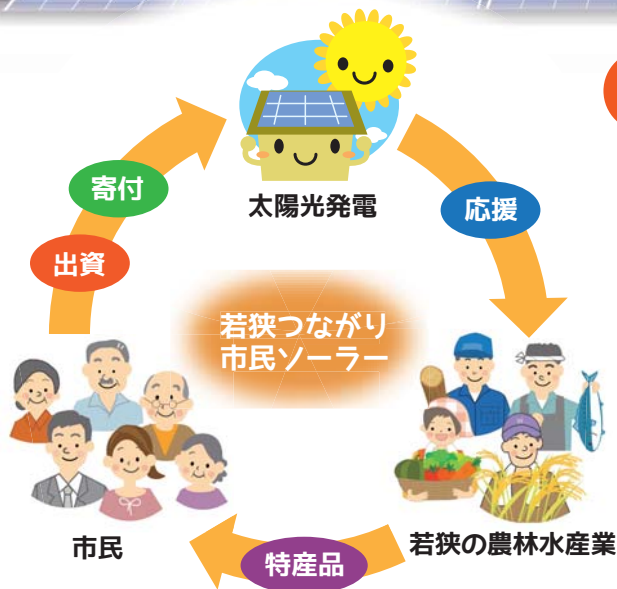 寄付
出資
太陽光発電
応援
若狭つながり
市民ソーラー
市民
特産品
若狭の農林水産業